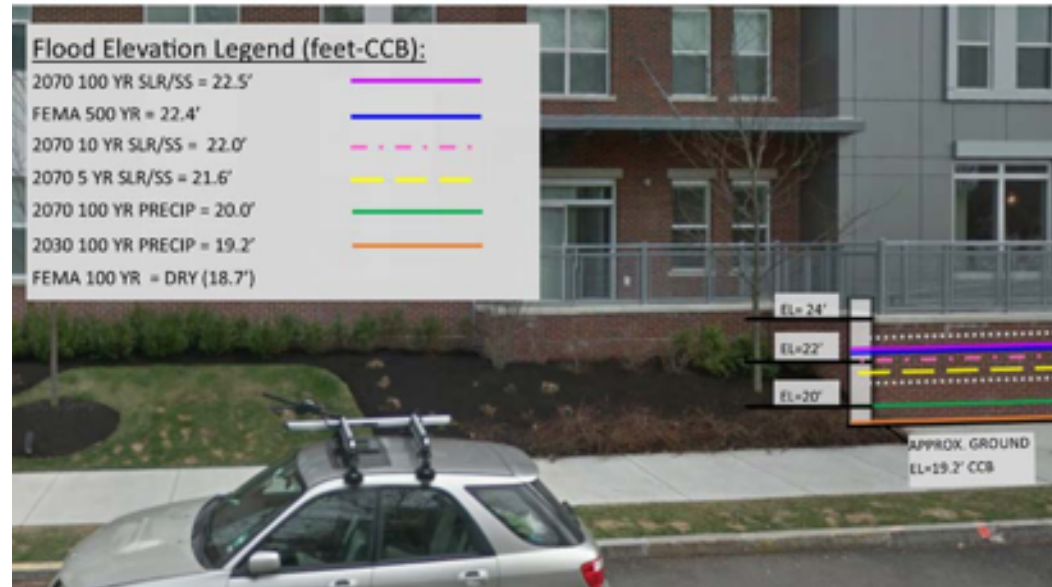 Flood Elevation Legend (feet-CCB):
2070 100 YR SLR/SS = 22.5'
FEMA 500 YR = 22.4'
2070 10 YR SLR/SS = 22.0'
2070 5 YR SLR/SS = 21.6'
2070 100 YR PRECIP = 20.0'
2030 100 YR PRECIP = 19.2'
FEMA 100 YR = DRY (18.7')
EL= 24'
EL=22'
EL=20'
APPROX. GROUND
EL=19.2' CCB